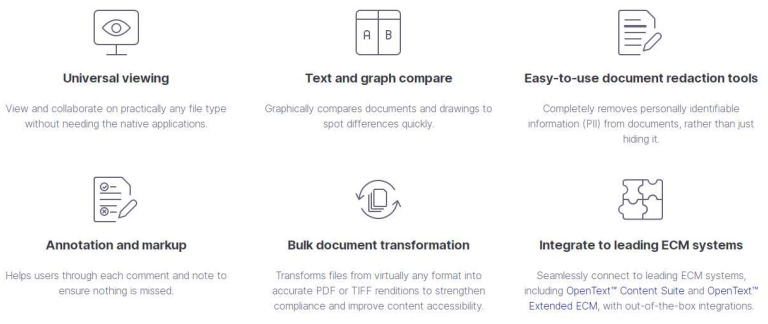 A B
Universal viewing
View and collaborate on practically any file type
without needing the native applications.
Text and graph compare
Graphically compares documents and drawings to
spot differences quickly.
Easy-to-use document redaction tools
Completely removes personally identifiable
information (PII) from documents, rather than just
hiding it.
Annotation and markup
Helps users through each comment and note to
ensure nothing is missed.
Bulk document transformation
Transforms files from virtually any format into
accurate PDF or TIFF renditions to strengthen
compliance and improve content accessibility.
Integrate to leading ECM systems
Seamlessly connect to leading ECM systems,
including OpenText™ Content Suite and OpenText™
Extended ECM, with out-of-the-box integrations.